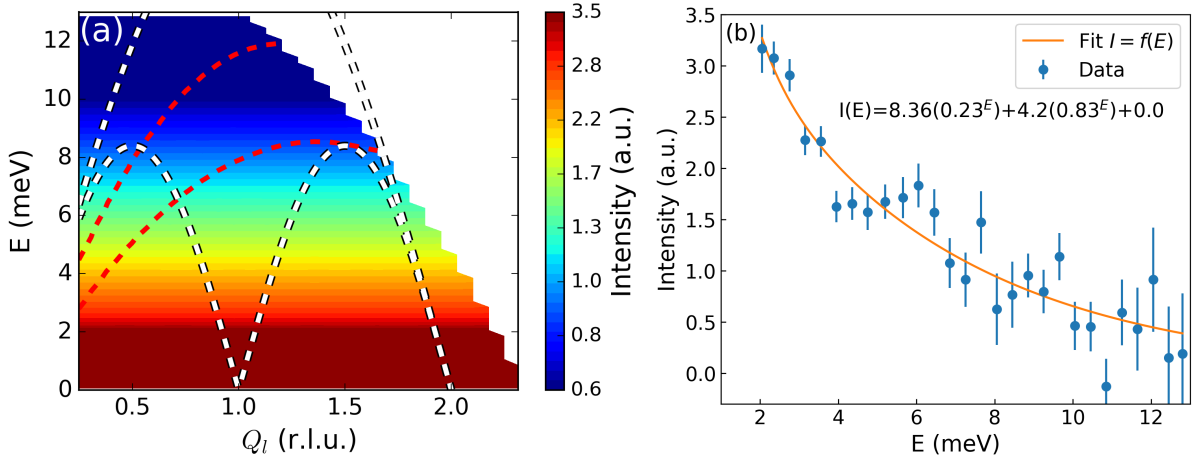 (a)
12
10
8
6
4
2
0
E (meV)
0.5 1.0 1.5 2.0
Q_l (r.l.u.)
3.5
2.8
2.2
1.7
1.3
1.0
0.8
0.6
Intensity (a.u.)
(b)
3.5
3.0
2.5
2.0
1.5
1.0
0.5
0.0
Intensity (a.u.)
Fit I = f(E)
Data
I(E)=8.36(0.23^E)+4.2(0.83^E)+0.0
2 4 6 8 10 12
E (meV)